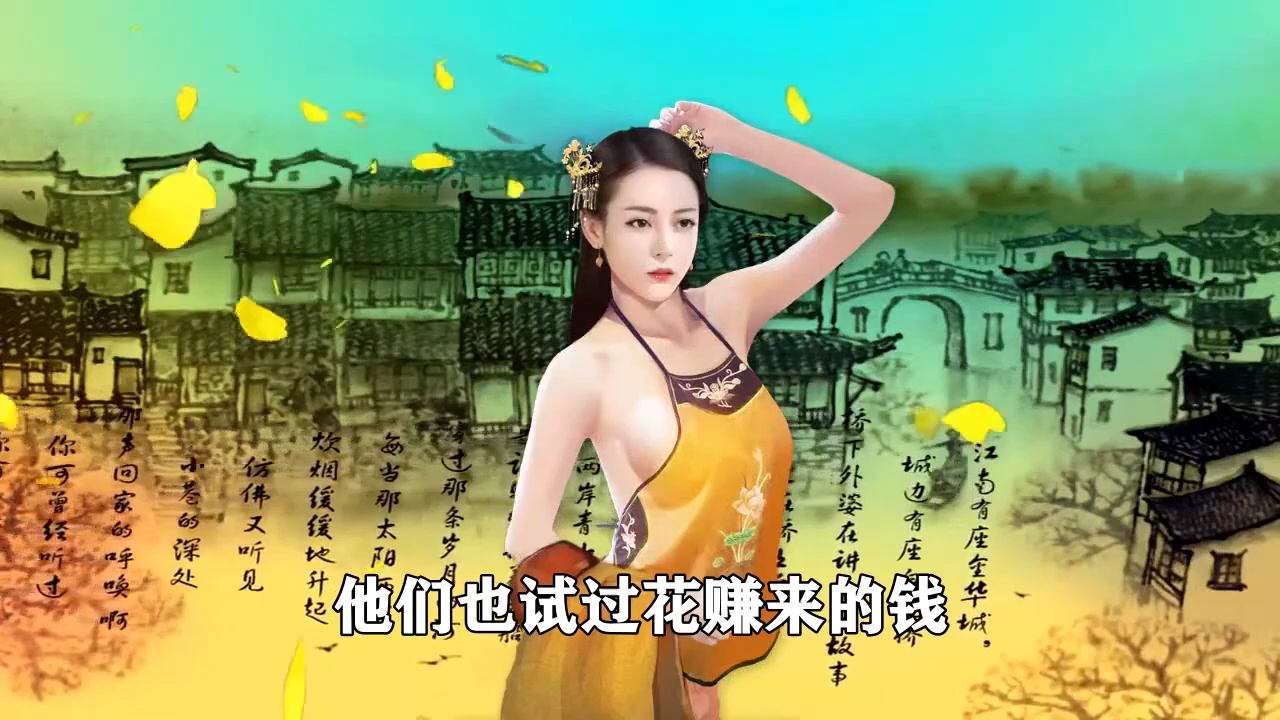 江南有座金华城。
城边有座
桥下外婆在讲
故事
两岸青
过那条岁月
每当那太阳
炊烟缓缓地升起
仿佛又听见
小巷的深处
那声回家的呼唤啊
你可曾经听过
他们也试过花赚来的钱